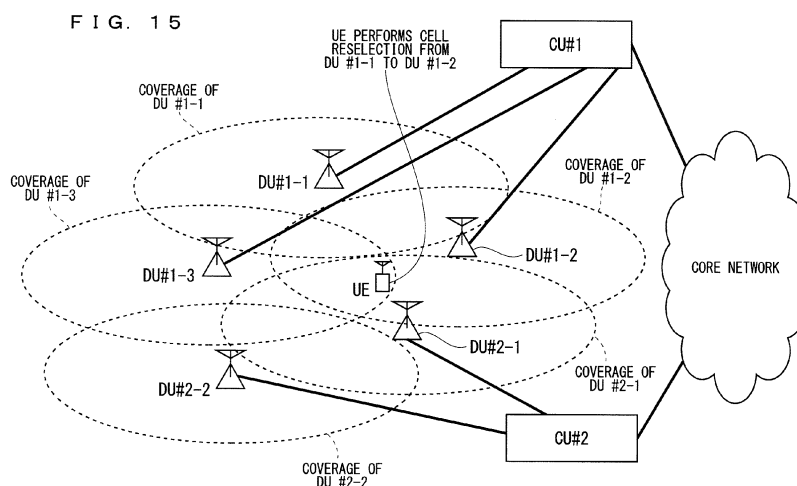 FIG. 15
UE PERFORMS CELL
RESELECTION FROM
DU #1-1 TO DU #1-2
CU#1
COVERAGE OF
DU #1-1
COVERAGE OF
DU #1-2
COVERAGE OF
DU #1-3
DU#1-1
DU#1-2
DU#1-3
UE
CORE NETWORK
DU#2-1
DU#2-2
COVERAGE OF
DU #2-1
CU#2
COVERAGE OF
DU #2-2